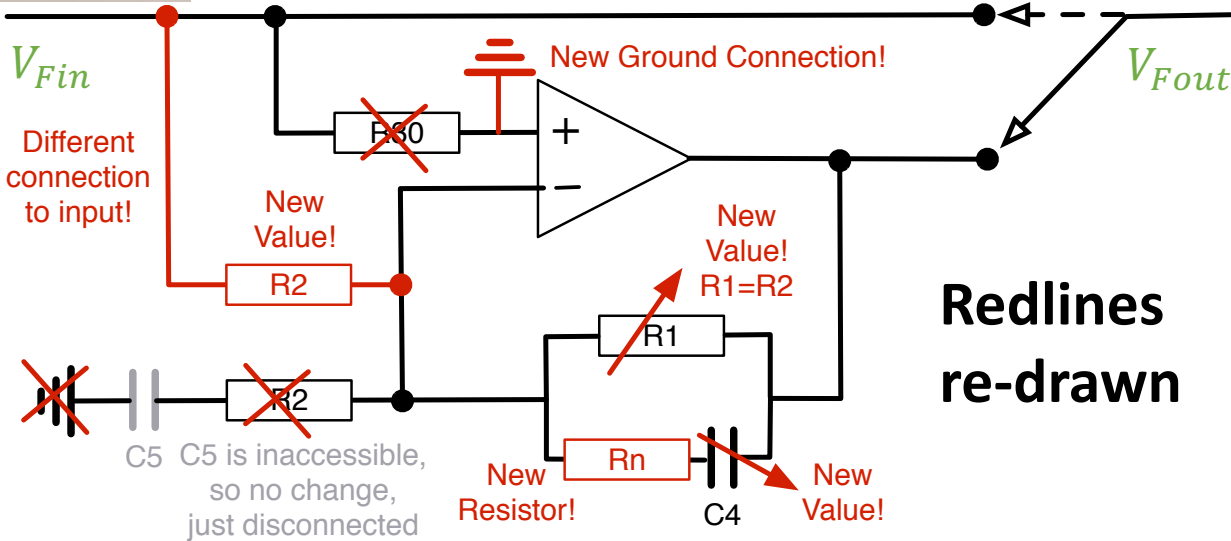 V_Fin
New Ground Connection!
V_Fout
R30
+
−
Different
connection
to input!
New
Value!
R2
New
Value!
R1=R2
R1
Redlines
re-drawn
R2
C5
C5 is inaccessible,
so no change,
just disconnected
New
Resistor!
Rn
C4
New
Value!